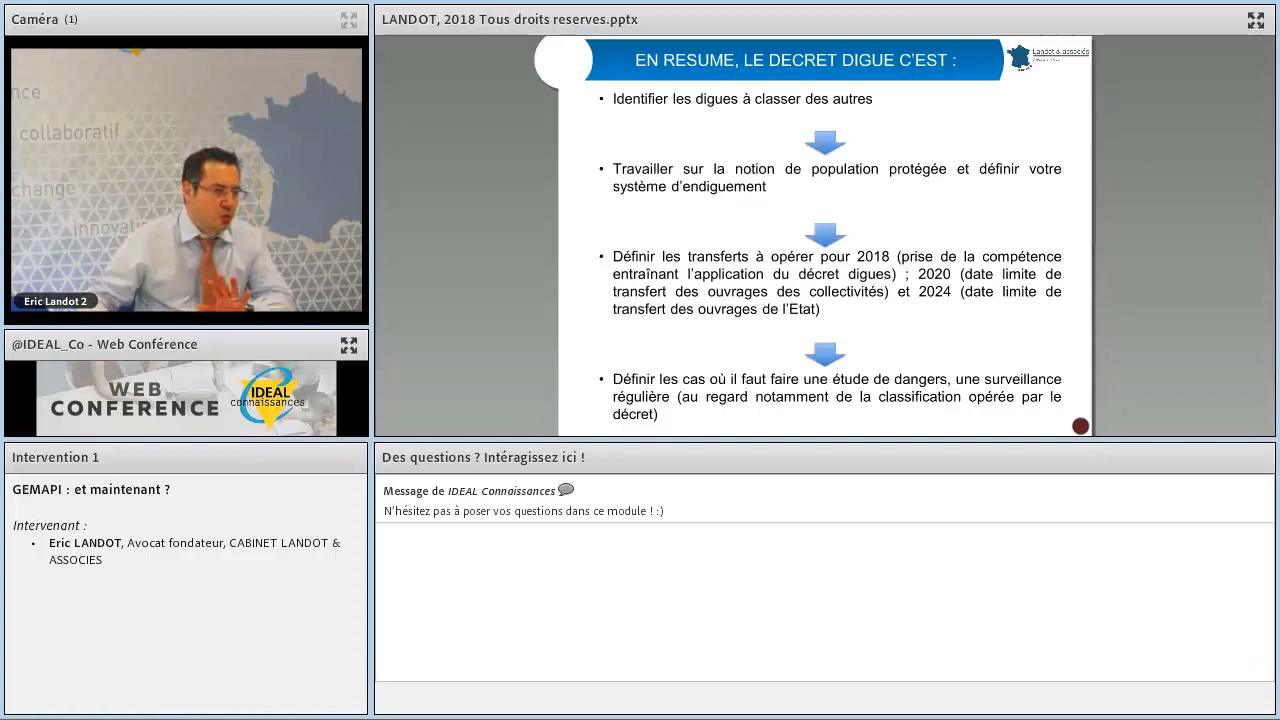 Caméra (1)
nce
collaboratif
change
innovati
Eric Landot 2
@IDEAL_Co - Web Conférence
WEB
CONFERENCE
IDEAL
connaissances
Intervention 1
GEMAPI : et maintenant ?
Intervenant :
• Eric LANDOT, Avocat fondateur, CABINET LANDOT &
ASSOCIES
LANDOT, 2018 Tous droits reserves.pptx
EN RESUME, LE DECRET DIGUE C'EST :
Landot & associés
• Identifier les digues à classer des autres
• Travailler sur la notion de population protégée et définir votre
système d'endiguement
• Définir les transferts à opérer pour 2018 (prise de la compétence
entraînant l'application du décret digues) ; 2020 (date limite de
transfert des ouvrages des collectivités) et 2024 (date limite de
transfert des ouvrages de l'Etat)
• Définir les cas où il faut faire une étude de dangers, une surveillance
régulière (au regard notamment de la classification opérée par le
décret)
Des questions ? Intéragissez ici !
Message de IDEAL Connaissances
N'hésitez pas à poser vos questions dans ce module ! :)